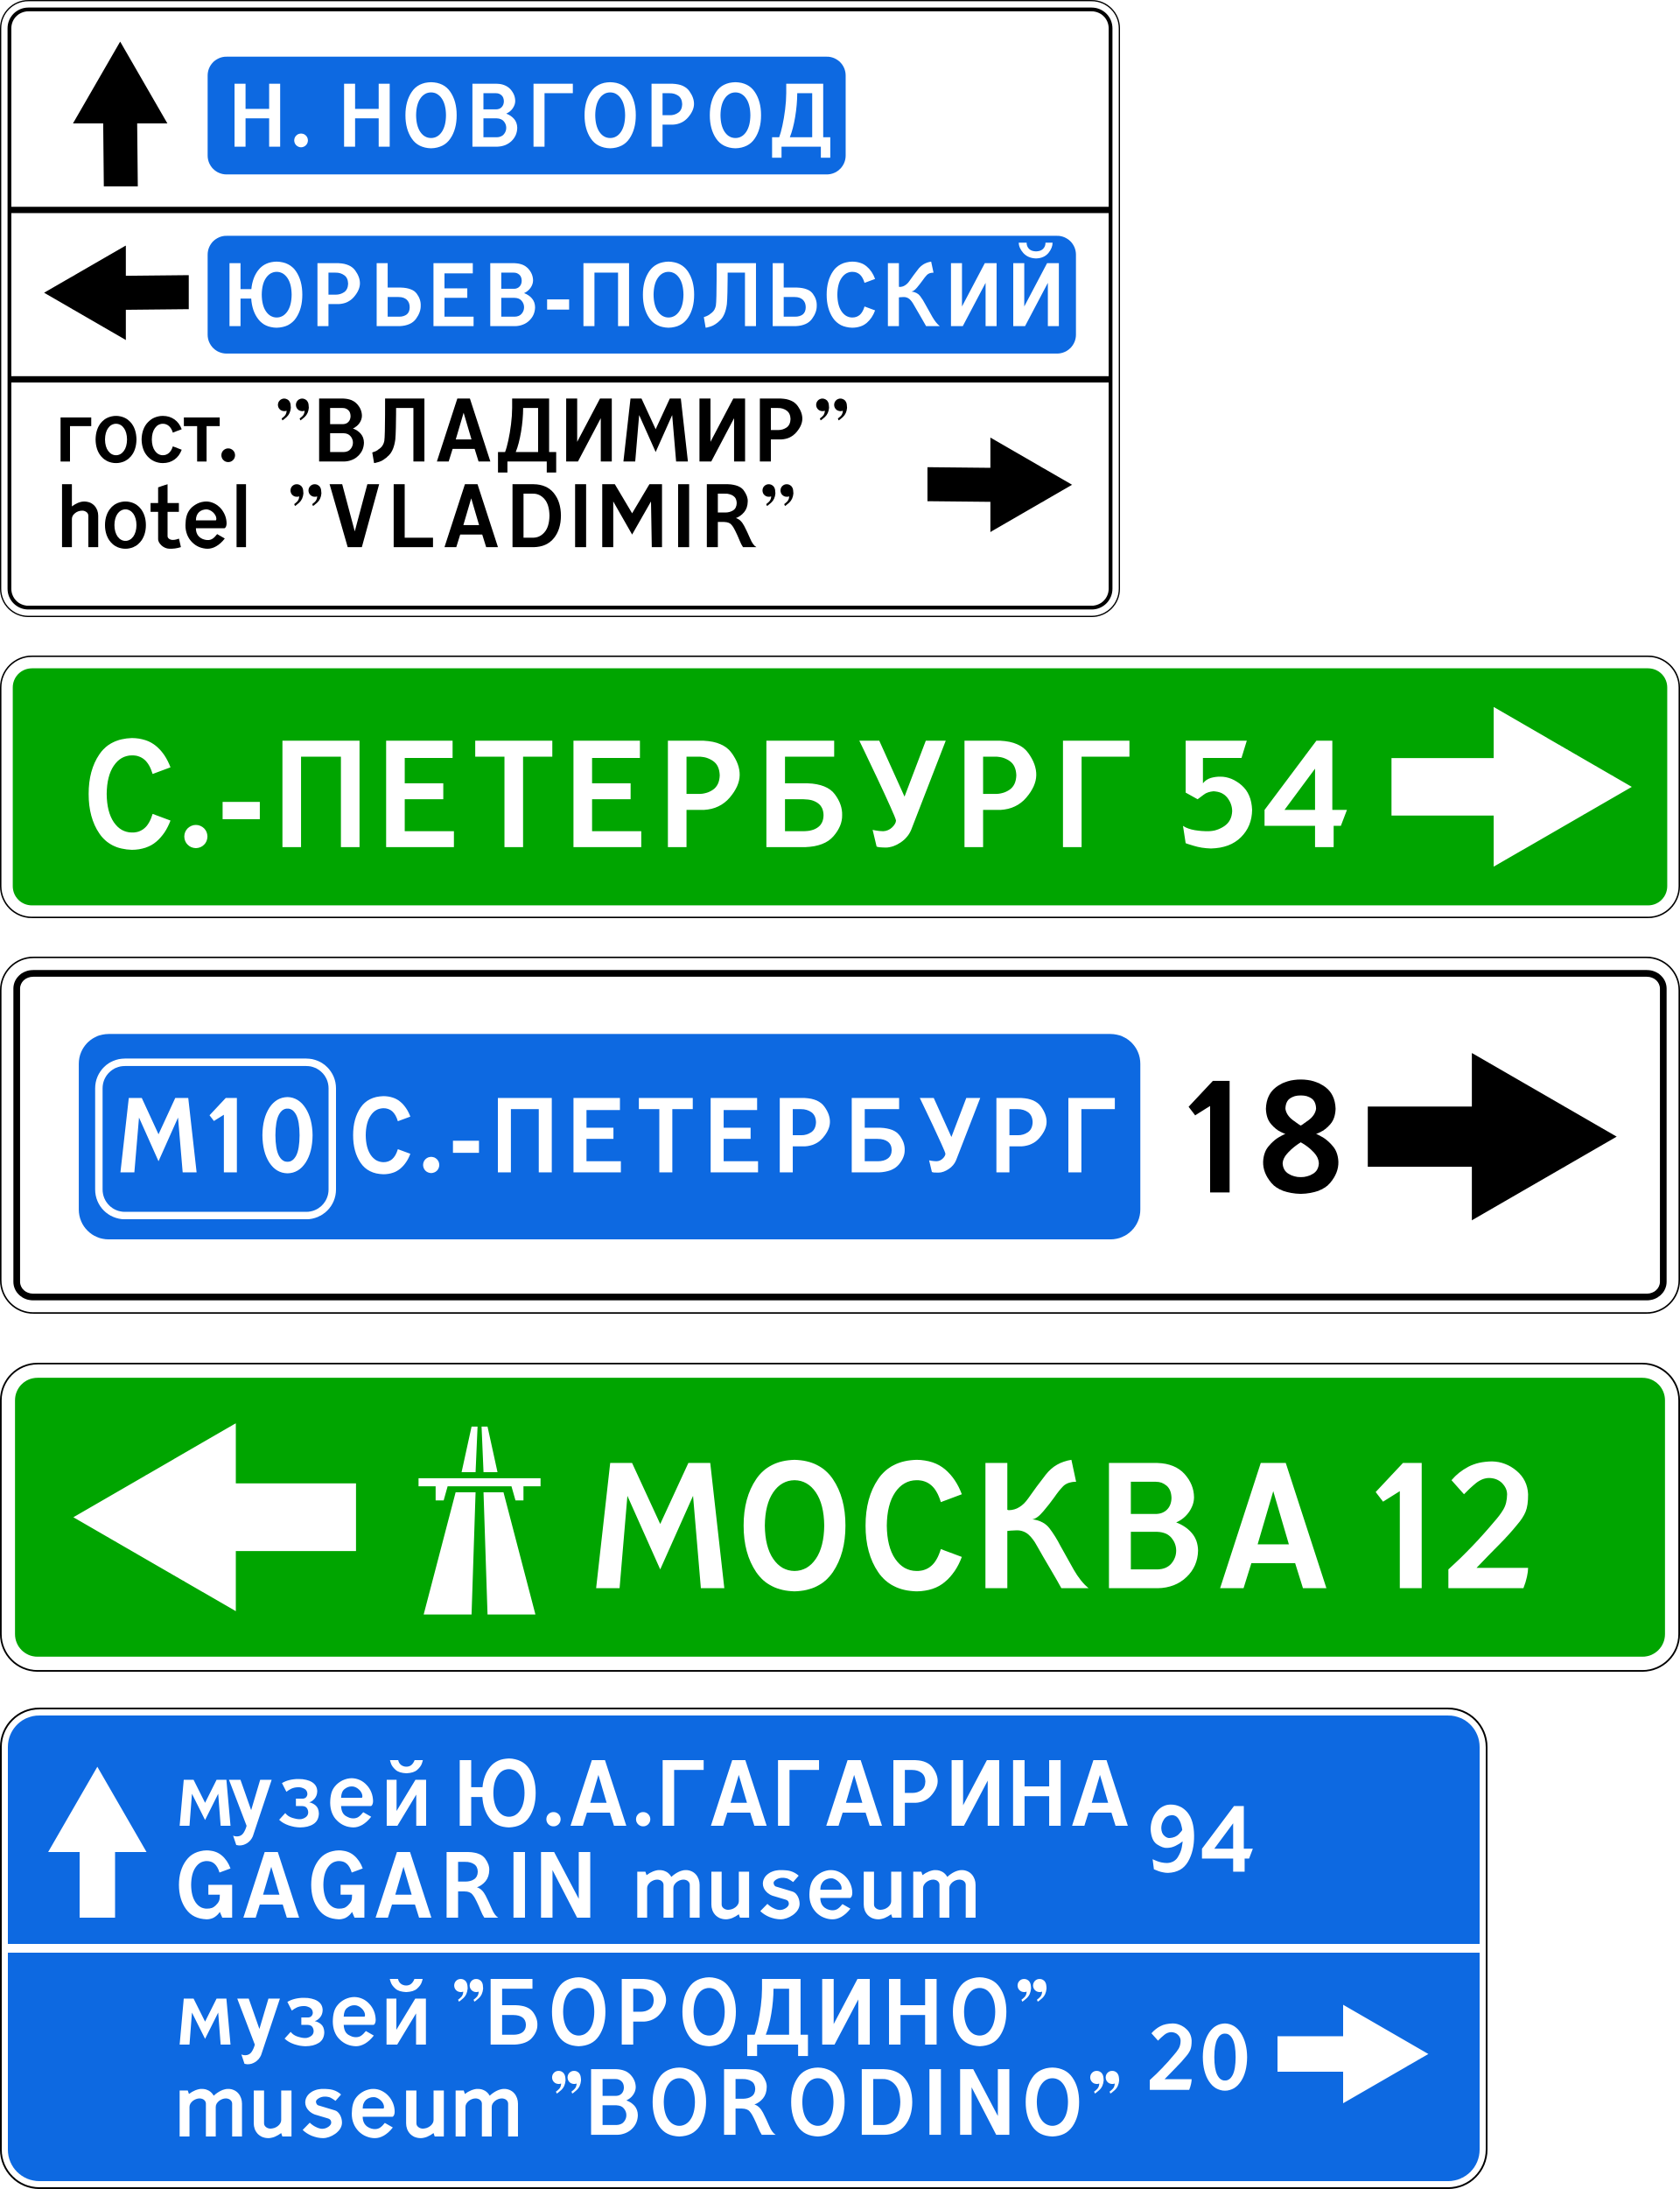 Н. НОВГОРОД
ЮРЬЕВ-ПОЛЬСКИЙ
гост. ”ВЛАДИМИР”
hotel ”VLADIMIR”
С.-ПЕТЕРБУРГ 54
М10 С.-ПЕТЕРБУРГ 18
МОСКВА 12
музей Ю.А.ГАГАРИНА
GAGARIN museum
94
музей ”БОРОДИНО”
museum ”BORODINO”
20